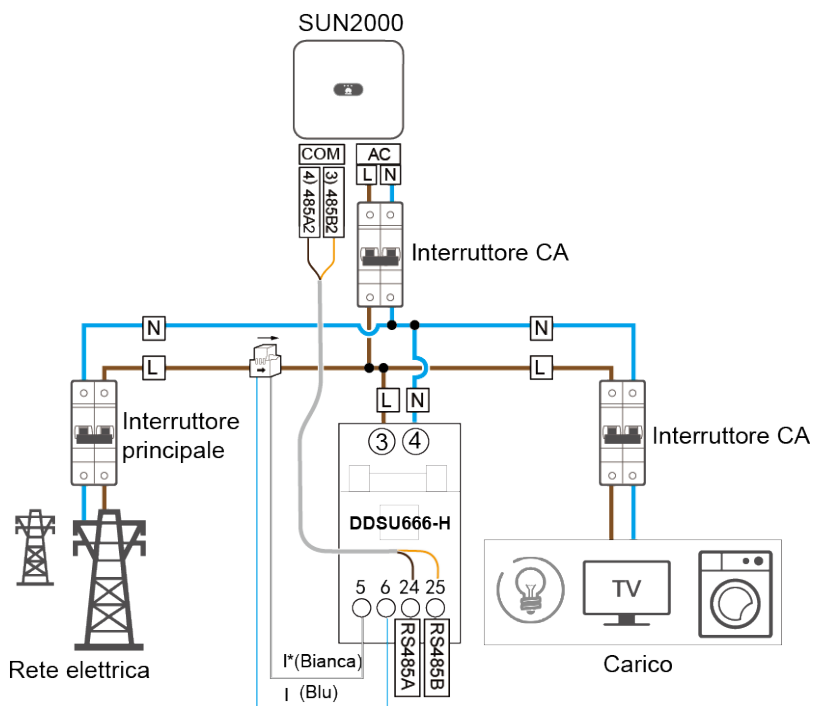 SUN2000
COM
AC
4) 485A2
3) 485B2
L
N
Interruttore CA
N
N
L
L
Interruttore
principale
L
N
Interruttore CA
3
4
DDSU666-H
TV
5
6
24
25
RS485A
RS485B
I*(Bianca)
I (Blu)
Rete elettrica
Carico